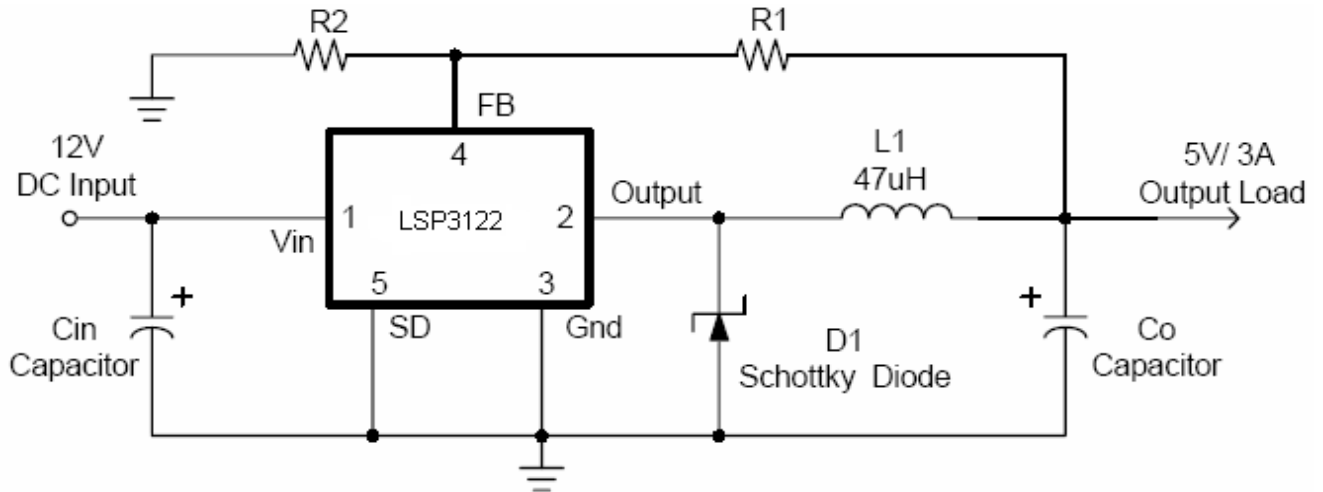 R2
R1
FB
4
12V
DC Input
L1
47uH
5V/ 3A
Output Load
Output
Vin
1
LSP3122
2
5
3
SD
Gnd
+
Cin
Capacitor
D1
Schottky Diode
+
Co
Capacitor